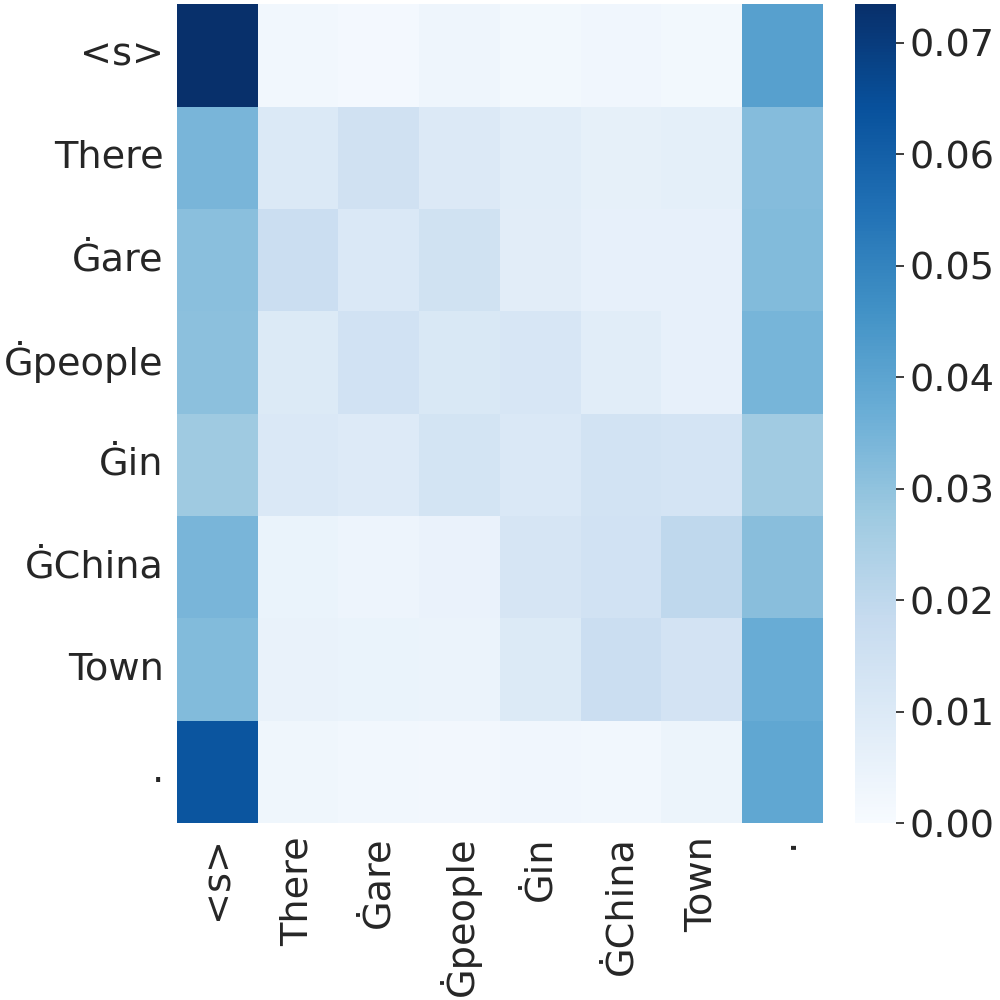 <s>
There
Ġare
Ġpeople
Ġin
ĠChina
Town
.
<s>
There
Ġare
Ġpeople
Ġin
ĠChina
Town
.
0.07
0.06
0.05
0.04
0.03
0.02
0.01
0.00